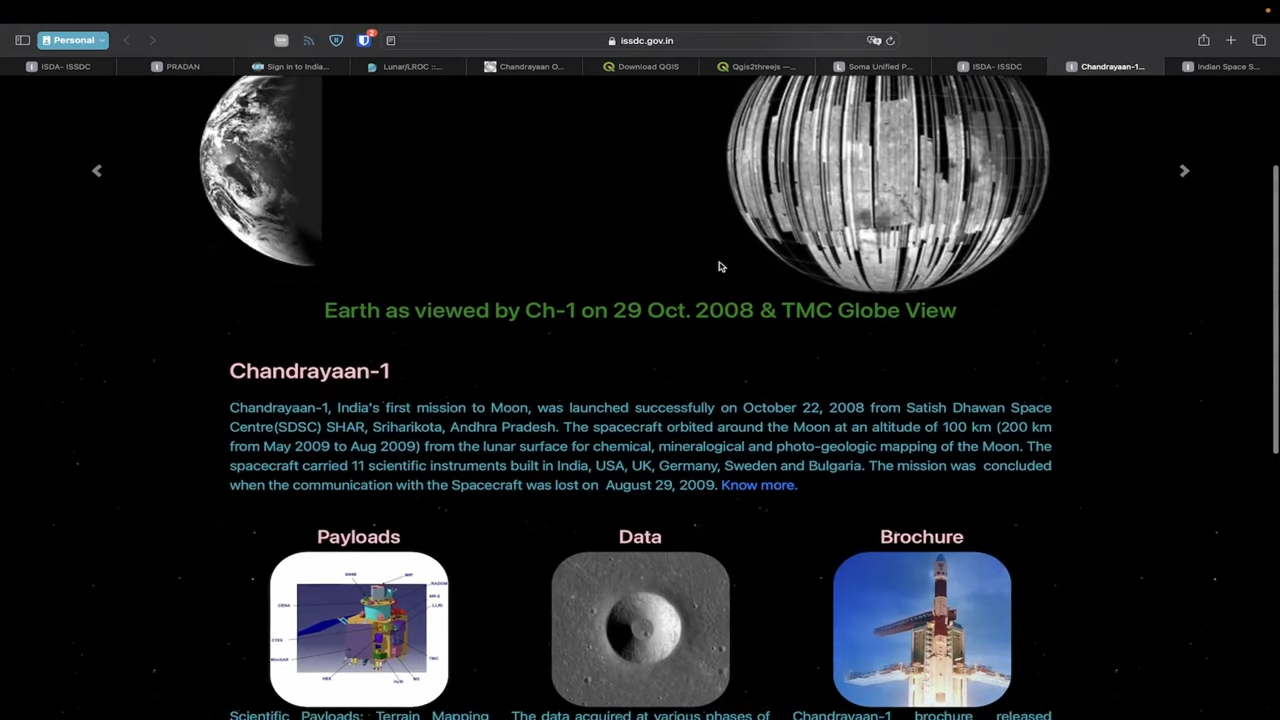 Personal
issdc.gov.in
2
ISDA- ISSDC
PRADAN
Sign in to India...
Lunar/LROC ::...
Chandrayaan O...
Download QGIS
Qgis2threejs —...
Soma Unified P...
ISDA- ISSDC
Chandrayaan-1...
Indian Space S...
Earth as viewed by Ch-1 on 29 Oct. 2008 & TMC Globe View
Chandrayaan-1
Chandrayaan-1, India's first mission to Moon, was launched successfully on October 22, 2008 from Satish Dhawan Space
Centre(SDSC) SHAR, Sriharikota, Andhra Pradesh. The spacecraft orbited around the Moon at an altitude of 100 km (200 km
from May 2009 to Aug 2009) from the lunar surface for chemical, mineralogical and photo-geologic mapping of the Moon. The
spacecraft carried 11 scientific instruments built in India, USA, UK, Germany, Sweden and Bulgaria. The mission was concluded
when the communication with the Spacecraft was lost on August 29, 2009. Know more.
Payloads
Data
Brochure
MIP
RADOM
LLRI
CENA
TMC
HEX
Scientific Payloads: Terrain Mapping
The data acquired at various phases of
Chandrayaan-1 brochure released